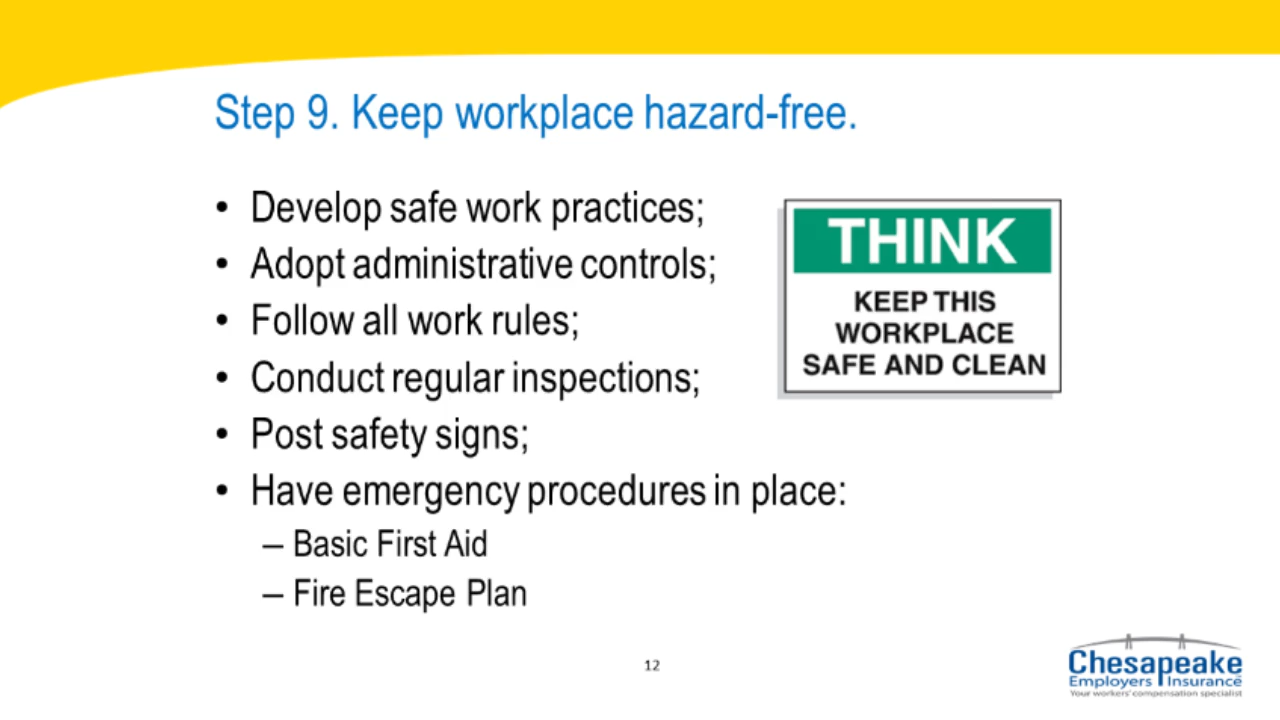 Step 9. Keep workplace hazard-free.
• Develop safe work practices;
• Adopt administrative controls;
• Follow all work rules;
• Conduct regular inspections;
• Post safety signs;
• Have emergency procedures in place:
– Basic First Aid
– Fire Escape Plan
THINK
KEEP THIS
WORKPLACE
SAFE AND CLEAN
12
Chesapeake
Employers Insurance
Your workers' compensation specialist